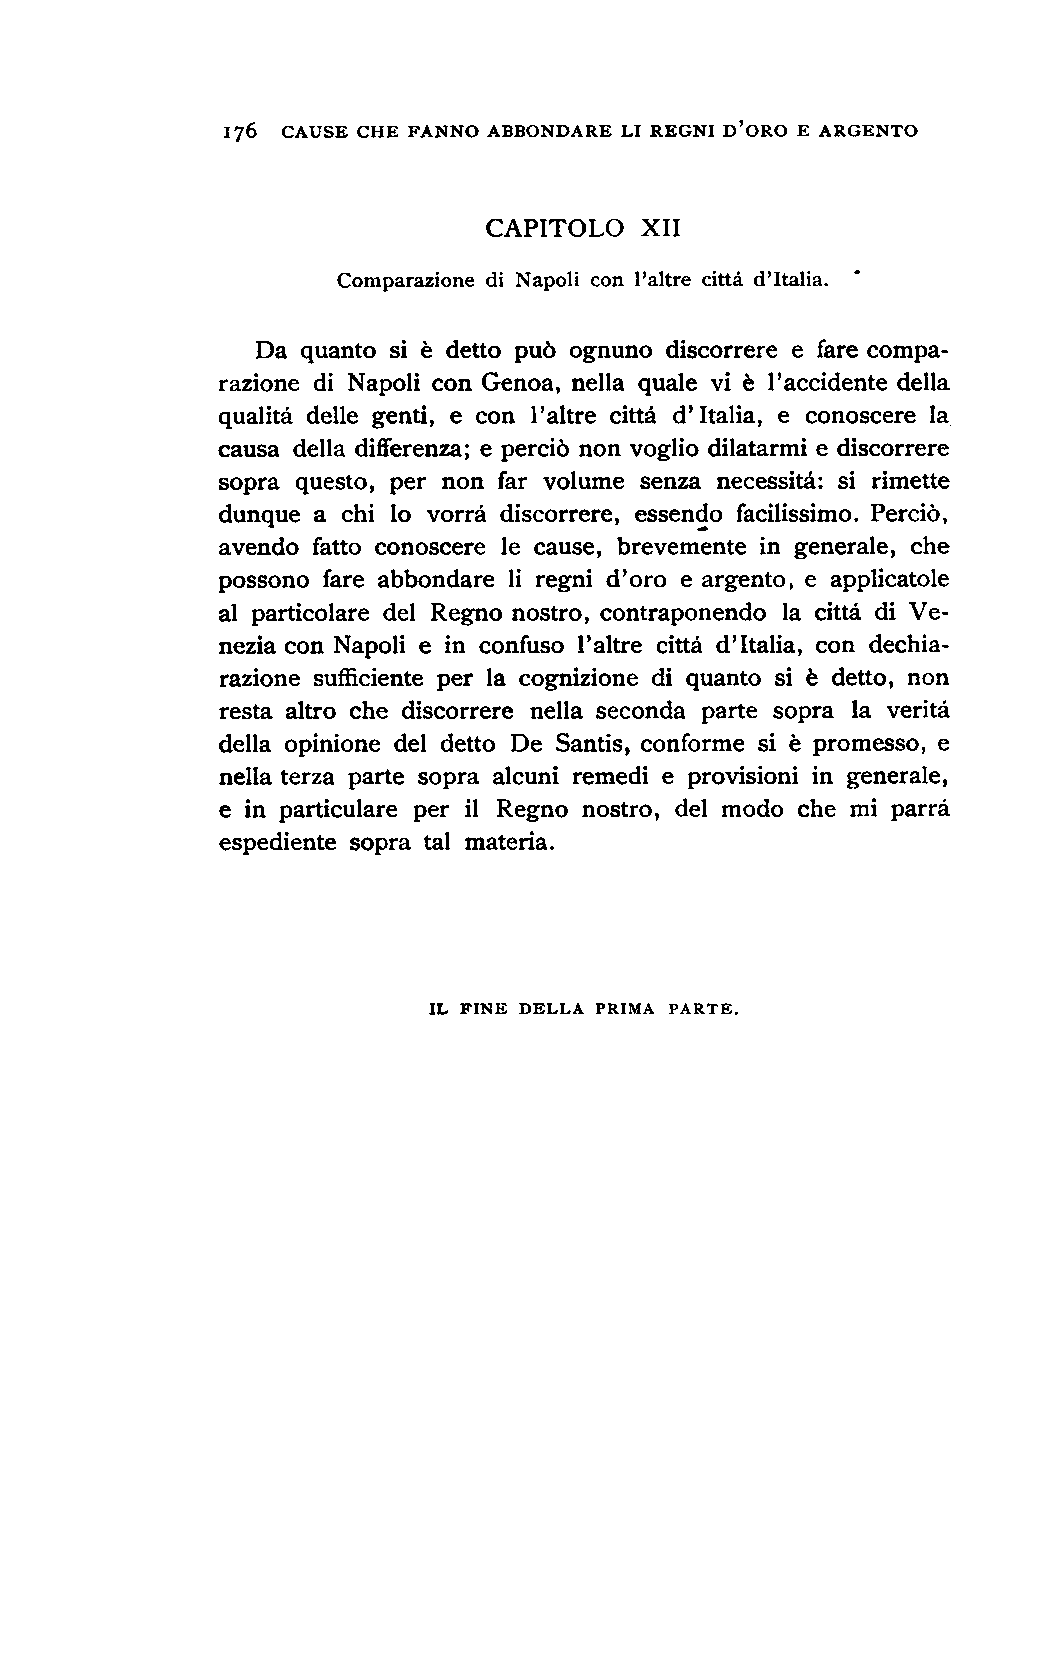 176 CAUSE CHE FANNO ABBONDARE LI REGNI D'ORO E ARGENTO
CAPITOLO XII
Comparazione di Napoli con l'altre cittá d'Italia.
Da quanto si è detto può ognuno discorrere e fare compa-
razione di Napoli con Genoa, nella quale vi è l'accidente della
qualitá delle genti, e con l'altre cittá d'Italia, e conoscere la
causa della differenza; e perciò non voglio dilatarmi e discorrere
sopra questo, per non far volume senza necessitá: si rimette
dunque a chi lo vorrá discorrere, essendo facilissimo. Perciò,
avendo fatto conoscere le cause, brevemente in generale, che
possono fare abbondare li regni d'oro e argento, e applicatole
al particolare del Regno nostro, contraponendo la cittá di Ve-
nezia con Napoli e in confuso l'altre cittá d'Italia, con dechia-
razione sufficiente per la cognizione di quanto si è detto, non
resta altro che discorrere nella seconda parte sopra la veritá
della opinione del detto De Santis, conforme si è promesso, e
nella terza parte sopra alcuni remedi e provisioni in generale,
e in particulare per il Regno nostro, del modo che mi parrá
espediente sopra tal materia.
IL FINE DELLA PRIMA PARTE.